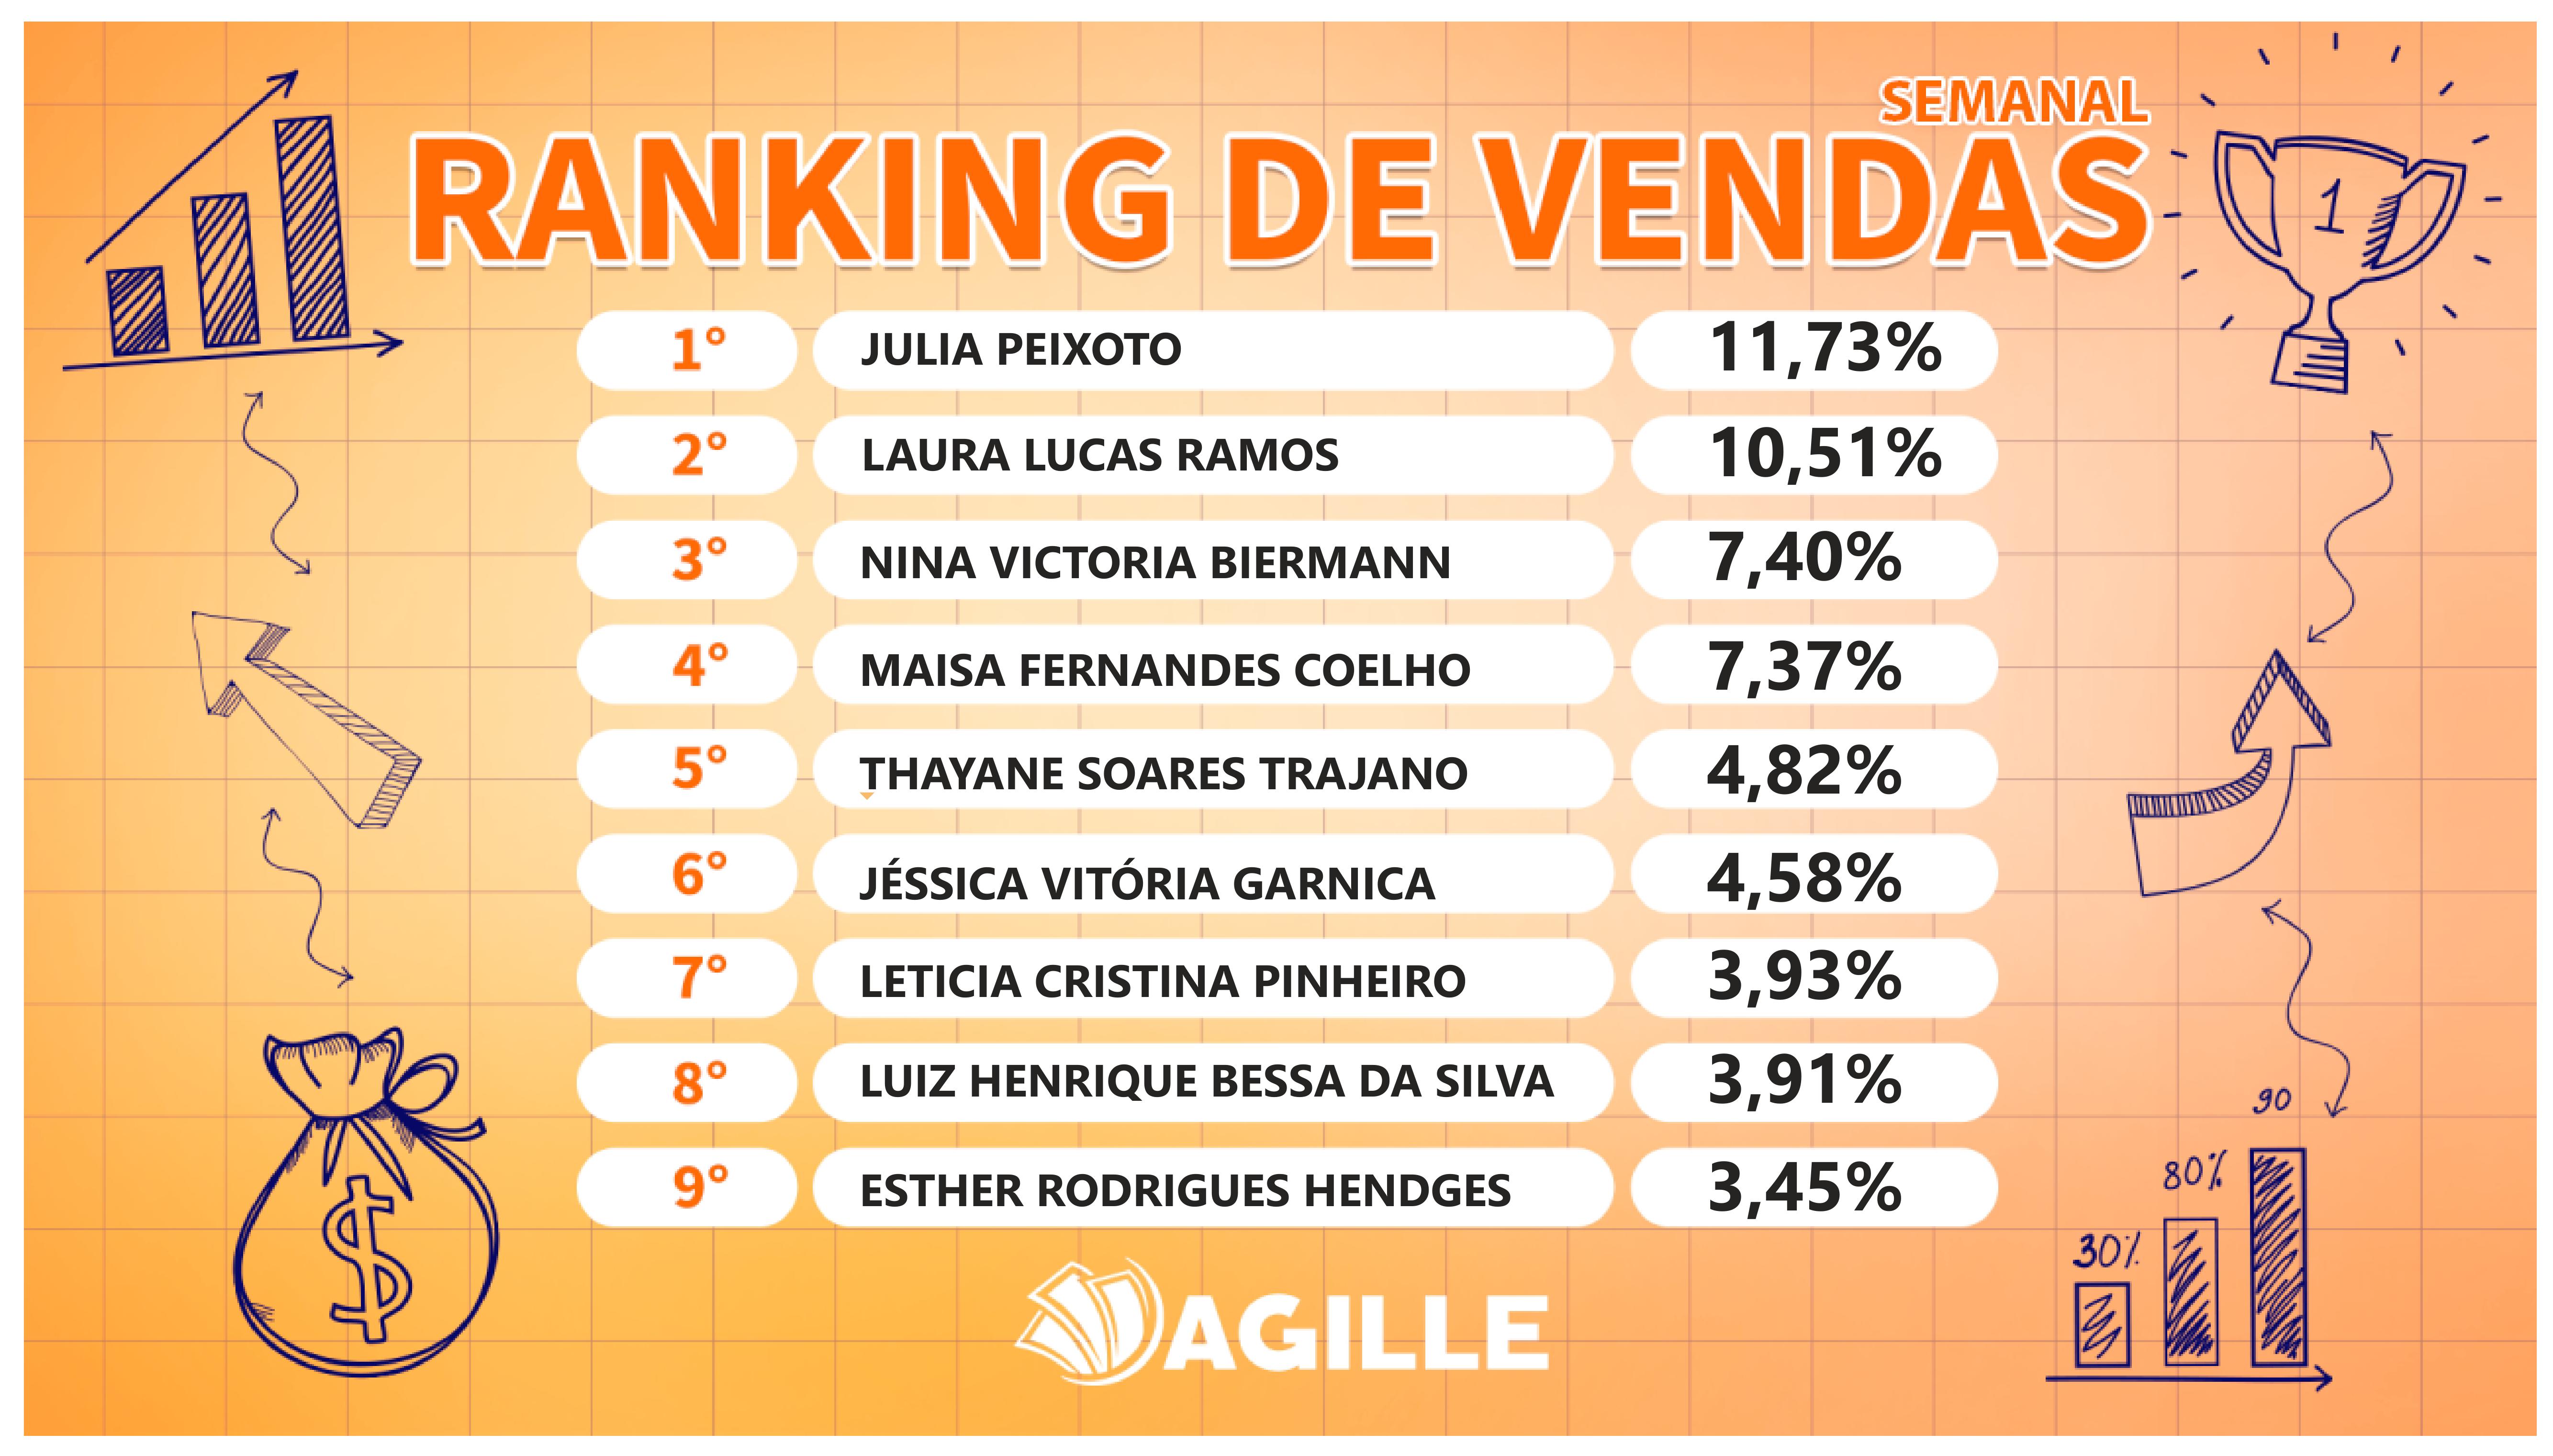 SEMANAL
RANKING DE VENDAS
1
1° JULIA PEIXOTO 11,73%
2° LAURA LUCAS RAMOS 10,51%
3° NINA VICTORIA BIERMANN 7,40%
4° MAISA FERNANDES COELHO 7,37%
5° THAYANE SOARES TRAJANO 4,82%
6° JÉSSICA VITÓRIA GARNICA 4,58%
7° LETICIA CRISTINA PINHEIRO 3,93%
8° LUIZ HENRIQUE BESSA DA SILVA 3,91%
9° ESTHER RODRIGUES HENDGES 3,45%
$
90
80%
30%
AGILLE